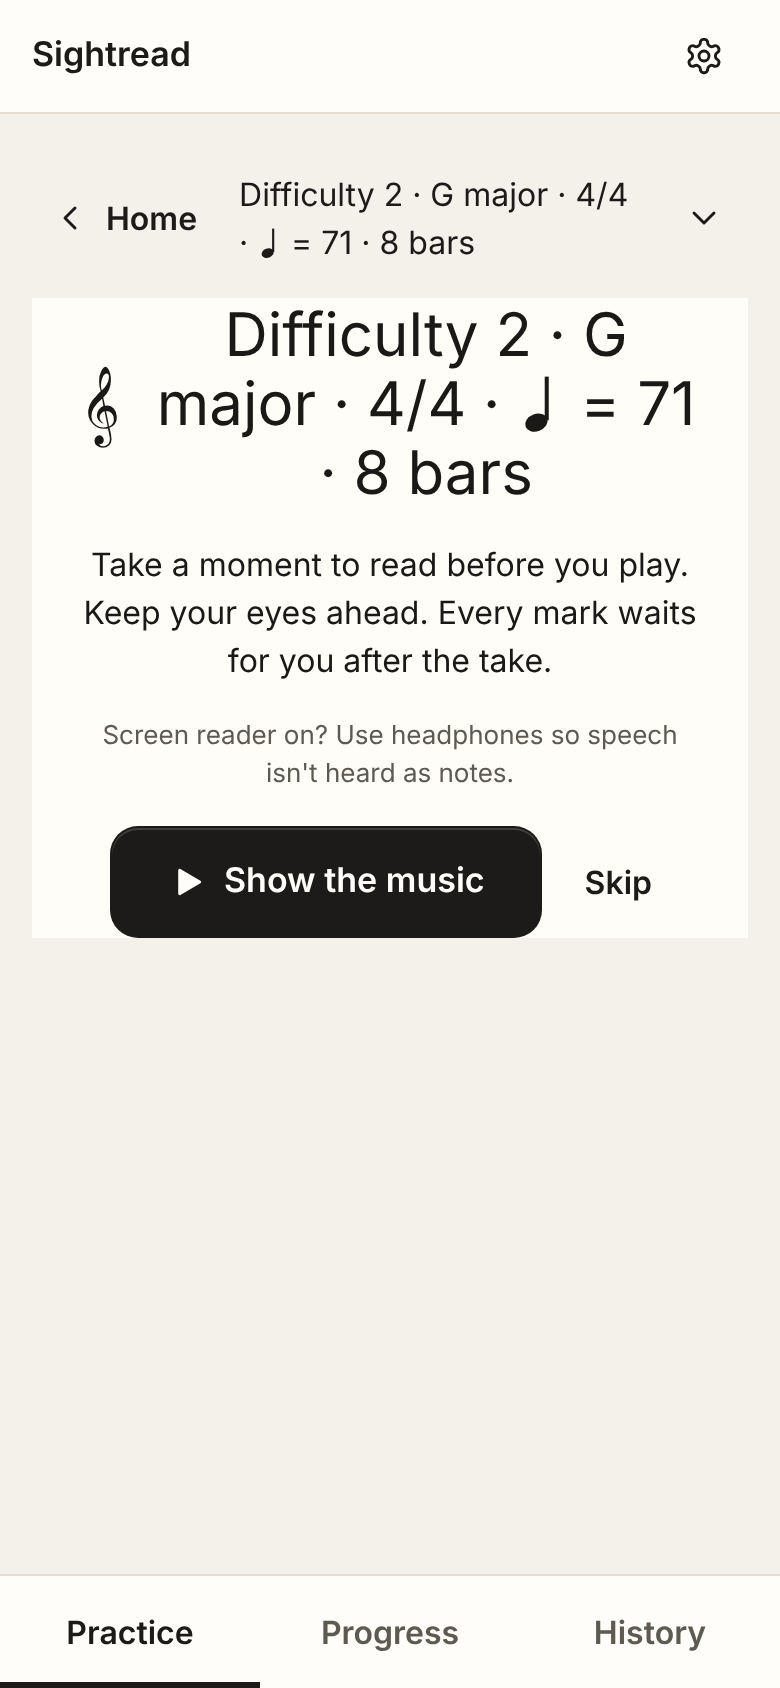 Sightread
Home
Difficulty 2 · G major · 4/4
· ♩ = 71 · 8 bars
Difficulty 2 · G
𝄞 major · 4/4 · ♩ = 71
· 8 bars
Take a moment to read before you play.
Keep your eyes ahead. Every mark waits
for you after the take.
Screen reader on? Use headphones so speech
isn't heard as notes.
Show the music
Skip
Practice
Progress
History